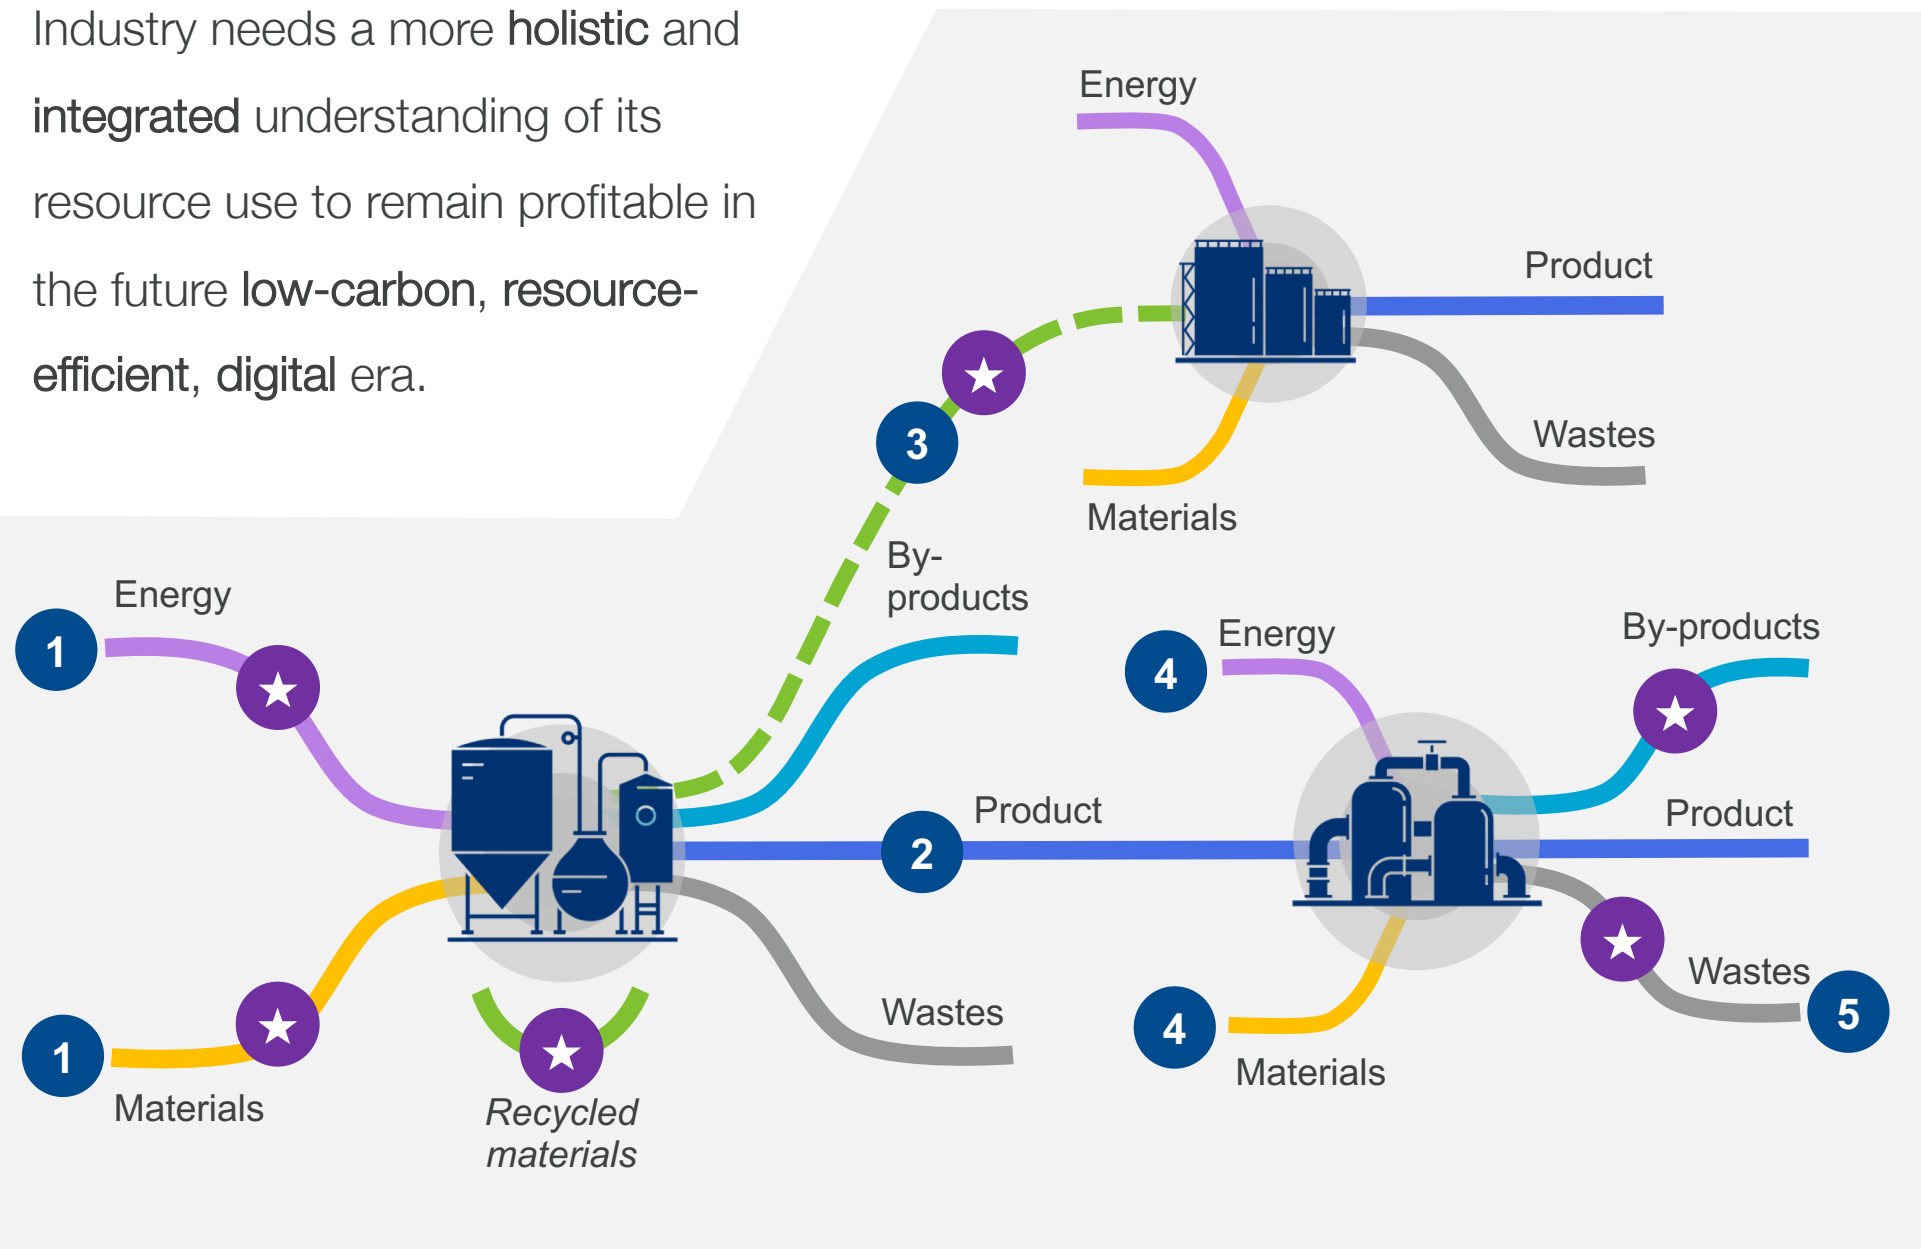 Industry needs a more holistic and
integrated understanding of its
resource use to remain profitable in
the future low-carbon, resource-
efficient, digital era.
Energy
Product
Wastes
Materials
3
By-
products
1
Energy
4
Energy
By-products
2
Product
Product
Wastes
Wastes
5
1
Materials
4
Materials
Recycled
materials